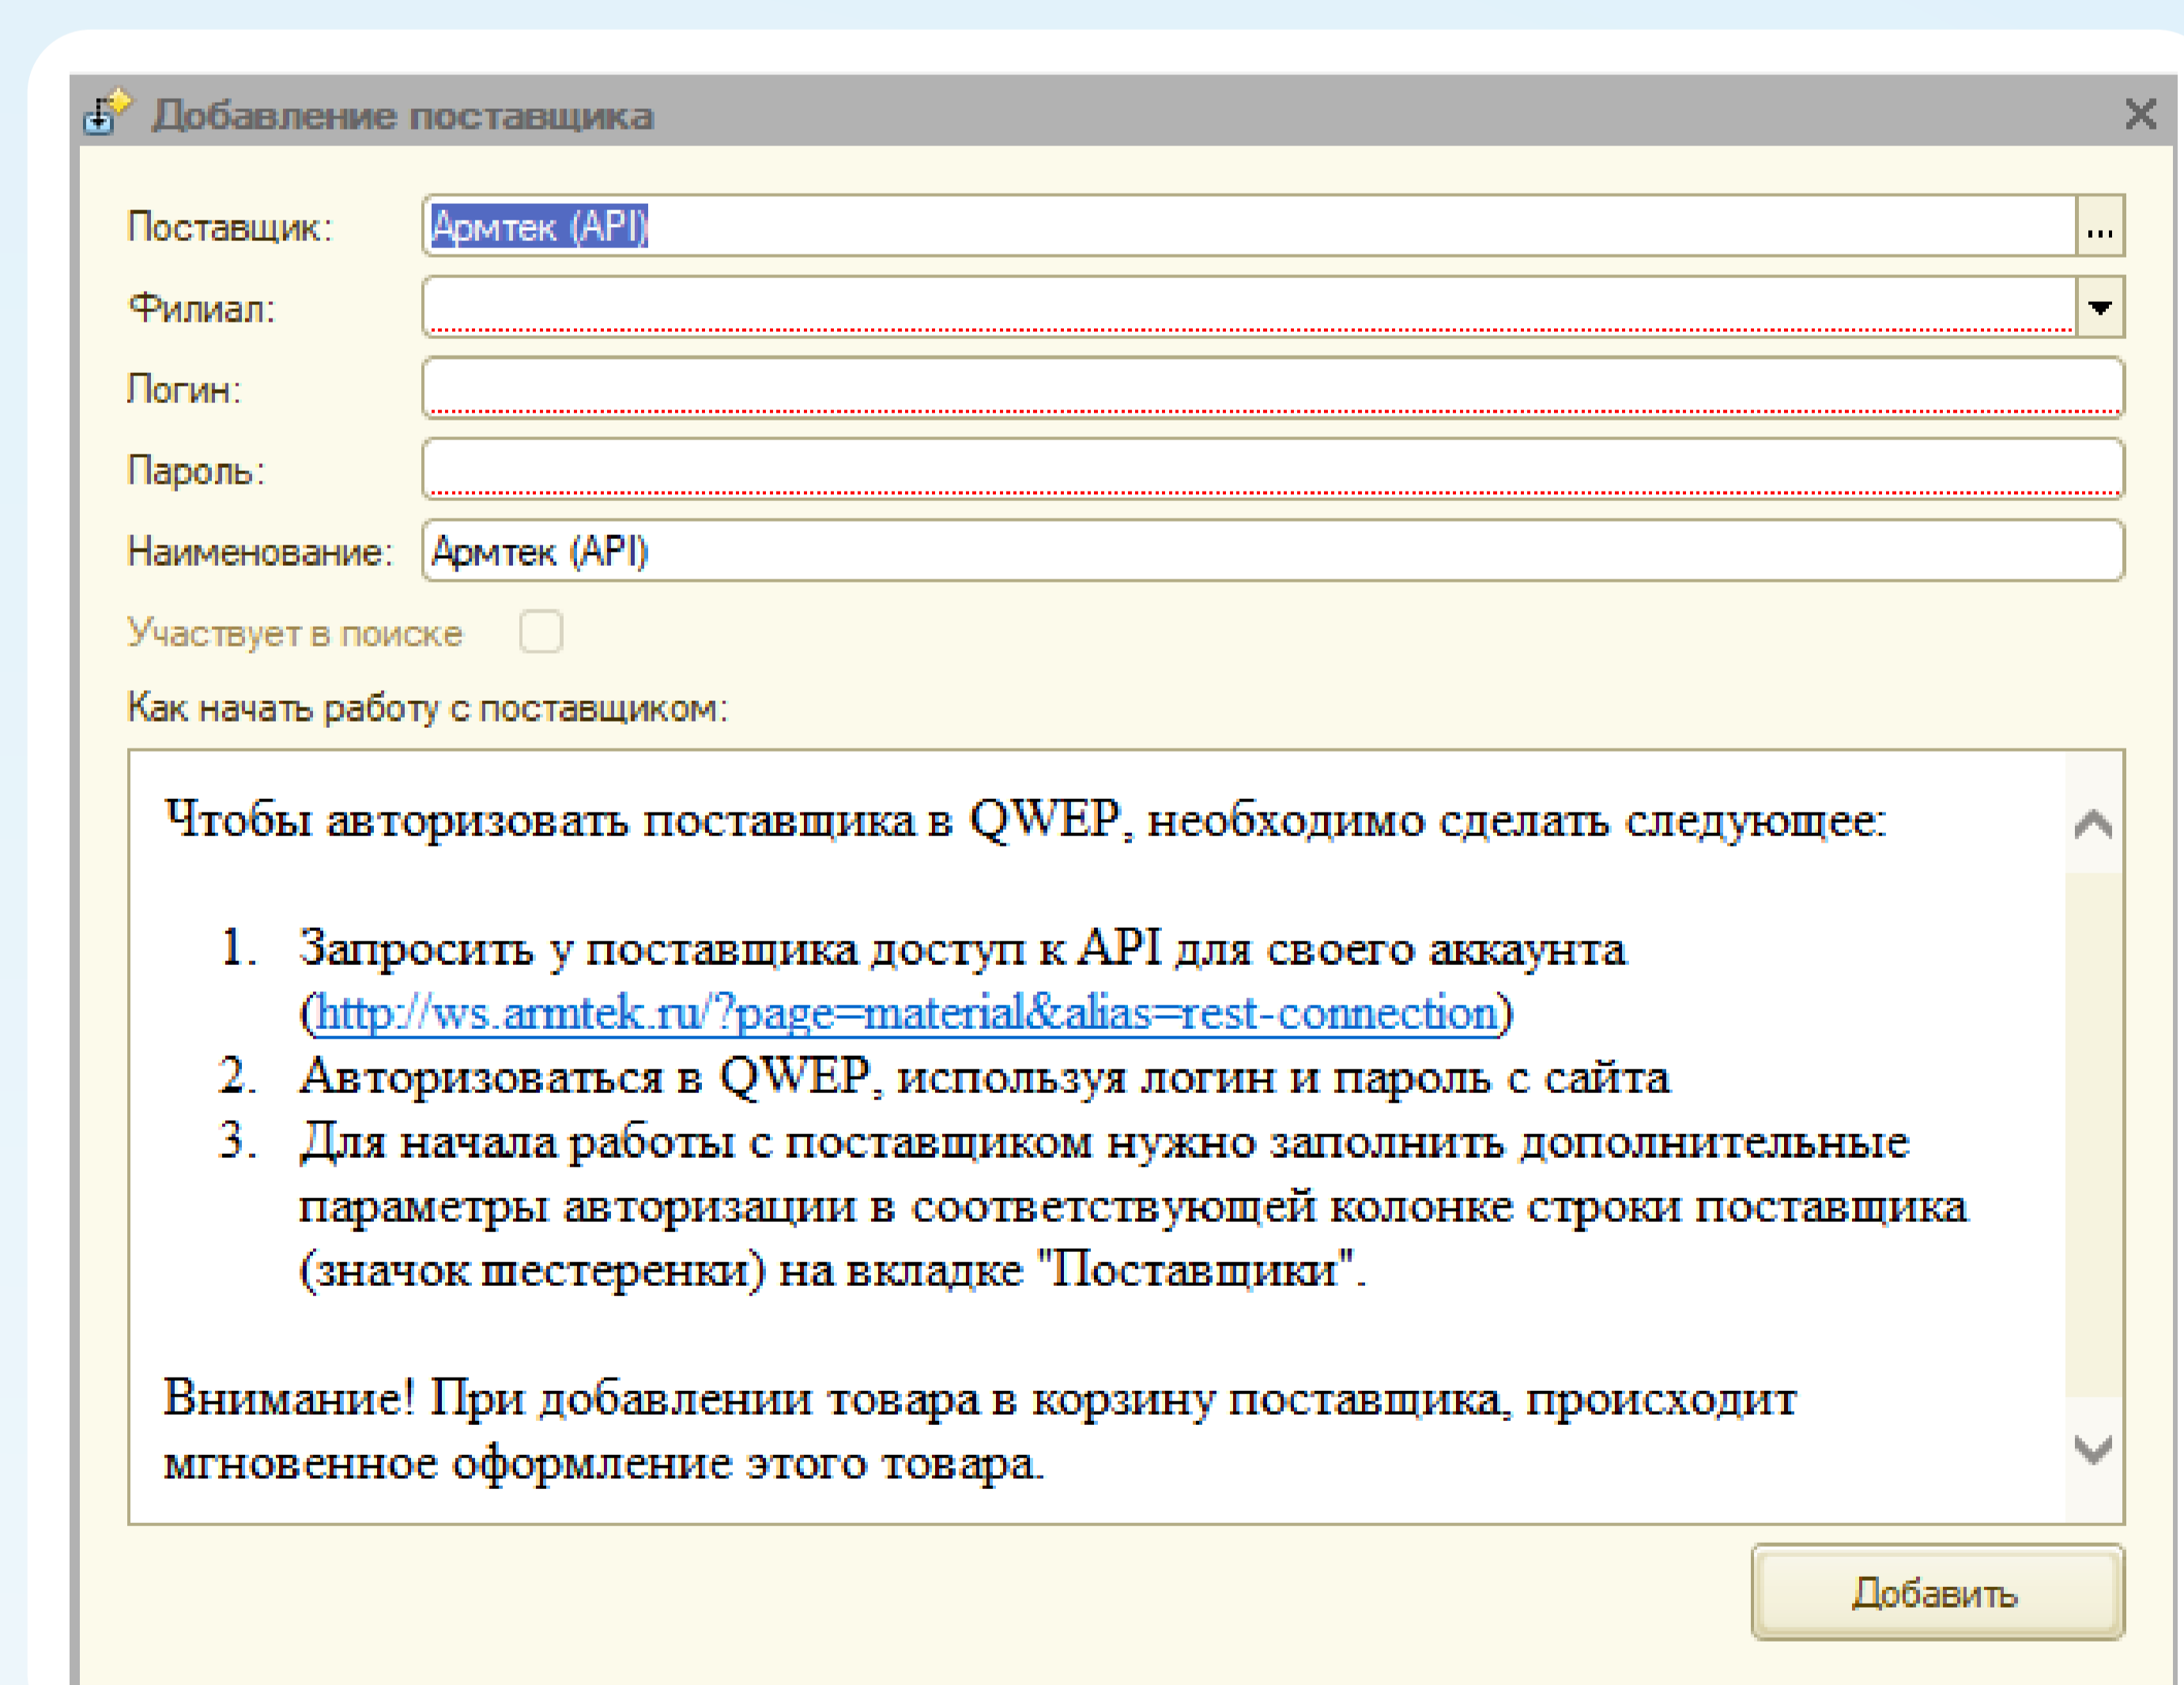 Добавление поставщика
Поставщик: Армтек (API) ...
Филиал:
Логин:
Пароль:
Наименование: Армтек (API)
Участвует в поиске
Как начать работу с поставщиком:
Чтобы авторизовать поставщика в QWEP, необходимо сделать следующее:
1. Запросить у поставщика доступ к API для своего аккаунта
(http://ws.armtek.ru/?page=material&alias=rest-connection)
2. Авторизоваться в QWEP, используя логин и пароль с сайта
3. Для начала работы с поставщиком нужно заполнить дополнительные
параметры авторизации в соответствующей колонке строки поставщика
(значок шестеренки) на вкладке "Поставщики".
Внимание! При добавлении товара в корзину поставщика, происходит
мгновенное оформление этого товара.
Добавить